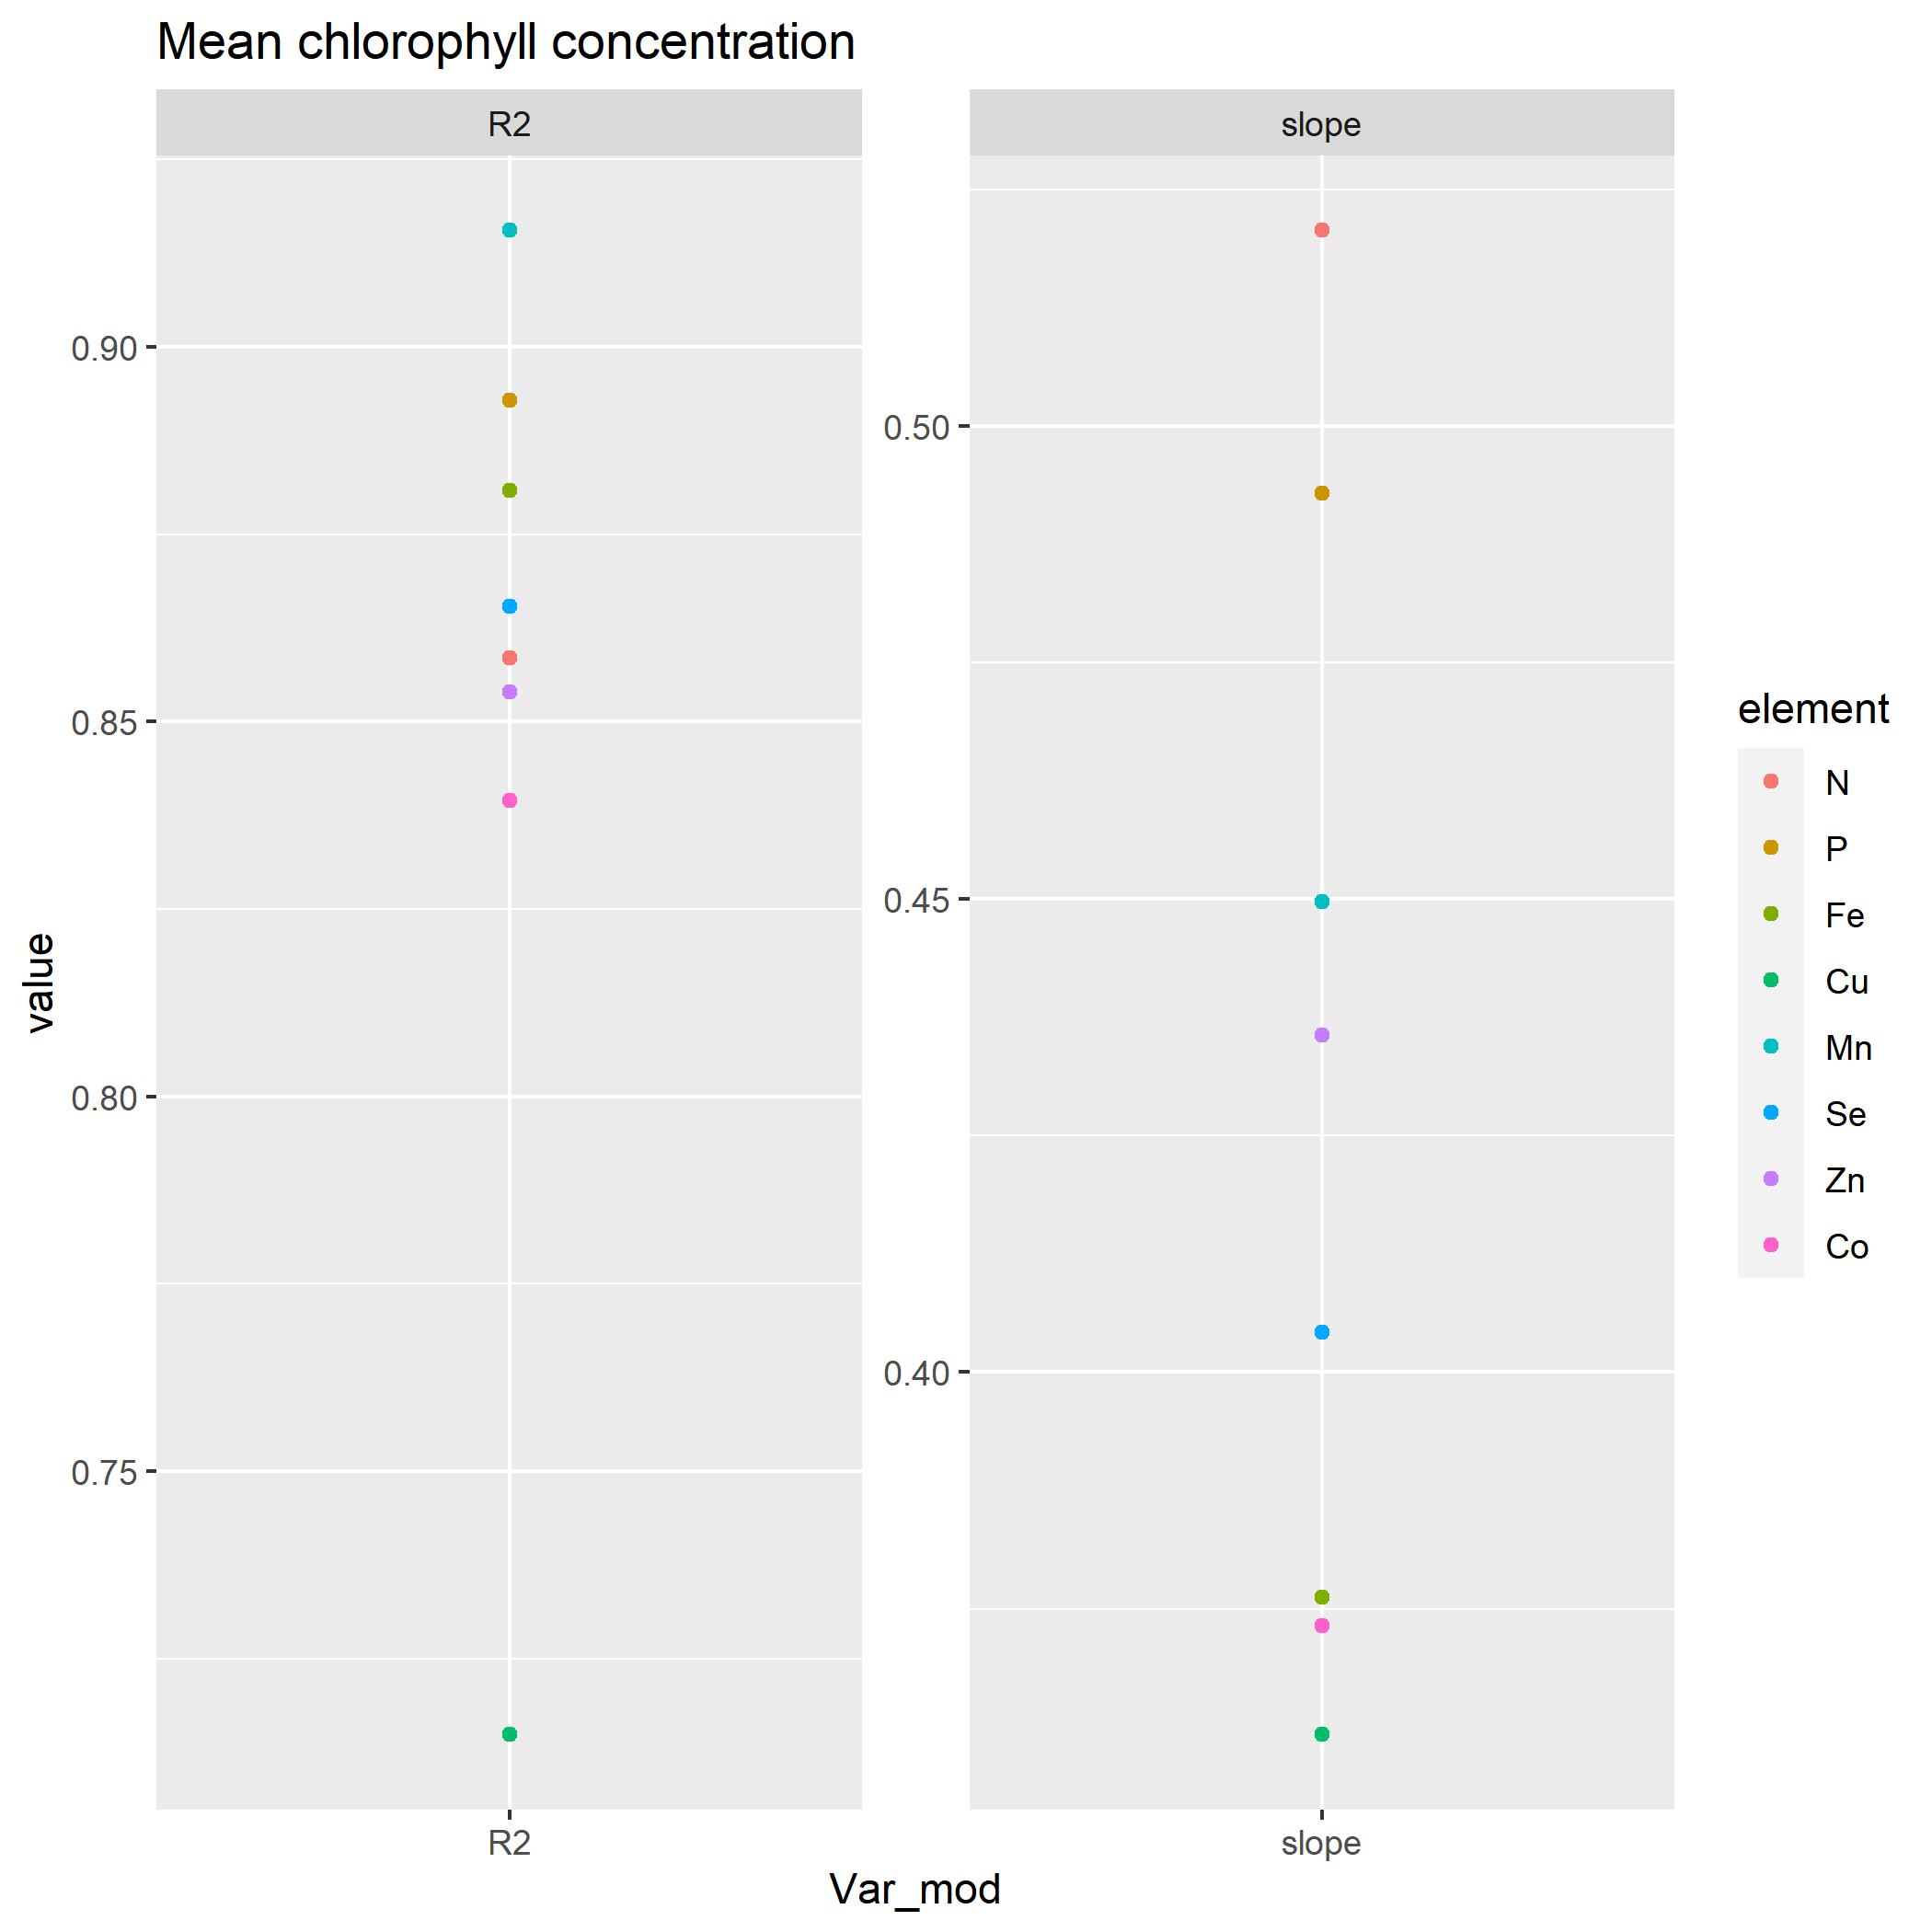 Mean chlorophyll concentration
R2
slope
0.90
0.85
0.80
0.75
0.50
0.45
0.40
value
R2
slope
Var_mod
element
N
P
Fe
Cu
Mn
Se
Zn
Co